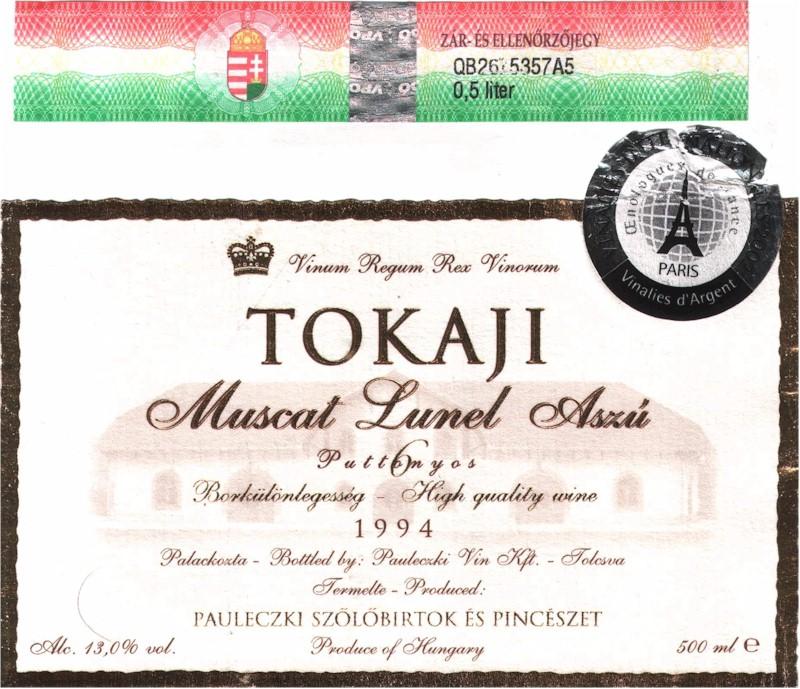 ZÁR- ÉS ELLENŐRZŐJEGY
QB26 5357A5
0,5 liter
Œnologues de France
PARIS
Vinalies d'Argent
Vinum Regum Rex Vinorum
TOKAJI
Muscat Lunel Aszú
6
Puttonyos
Borkülönlegesség - High quality wine
1994
Palackozta - Bottled by: Pauleczki Vin Kft. - Tolcsva
Termelte - Produced:
PAULECZKI SZŐLŐBIRTOK ÉS PINCÉSZET
Alc. 13,0% vol.
Produce of Hungary
500 ml e